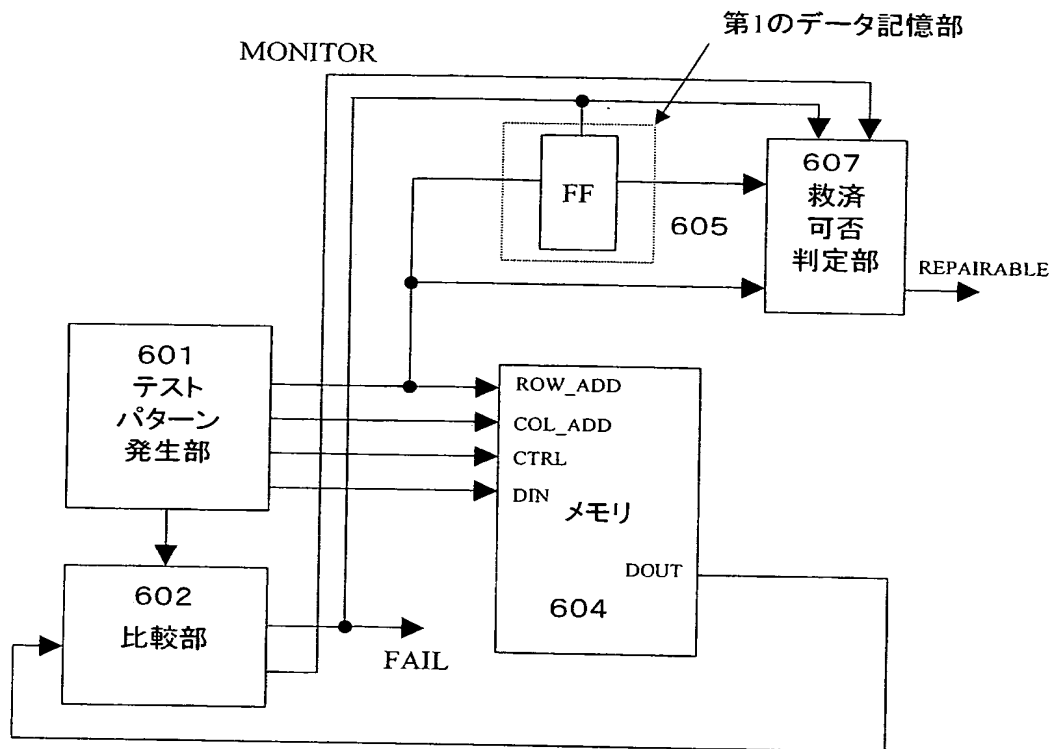 第1のデータ記憶部
MONITOR
FF
605
607
救済
可否
判定部
REPAIRABLE
601
テスト
パターン
発生部
ROW_ADD
COL_ADD
CTRL
DIN
メモリ
DOUT
604
602
比較部
FAIL